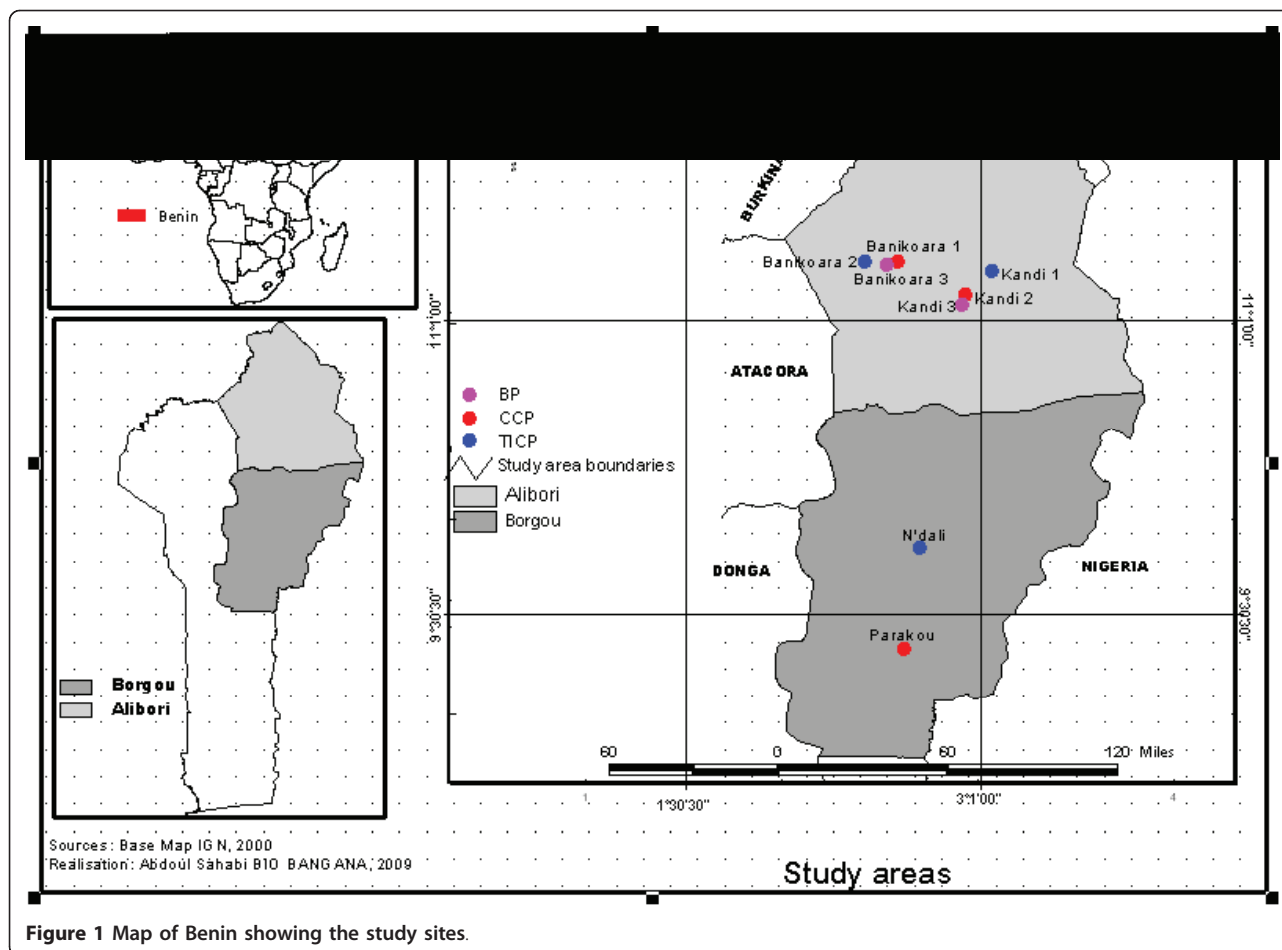 Benin
BURKINA
Banikoara 1
Banikoara 2
Banikoara 3
Kandi 1
Kandi 2
Kandi 3
11°1'00"
11°1'00"
ATACORA
BP
CCP
TICP
Study area boundaries
Alibori
Borgou
N'dali
DONGA
NIGERIA
9°30'30"
9°30'30"
Parakou
Borgou
Alibori
60 0 60 120 Miles
1°30'30" 3°1'00"
Sources: Base Map IGN, 2000
Realisation: Abdoul Sahabi BIO BANGANA, 2009
Study areas
Figure 1 Map of Benin showing the study sites.